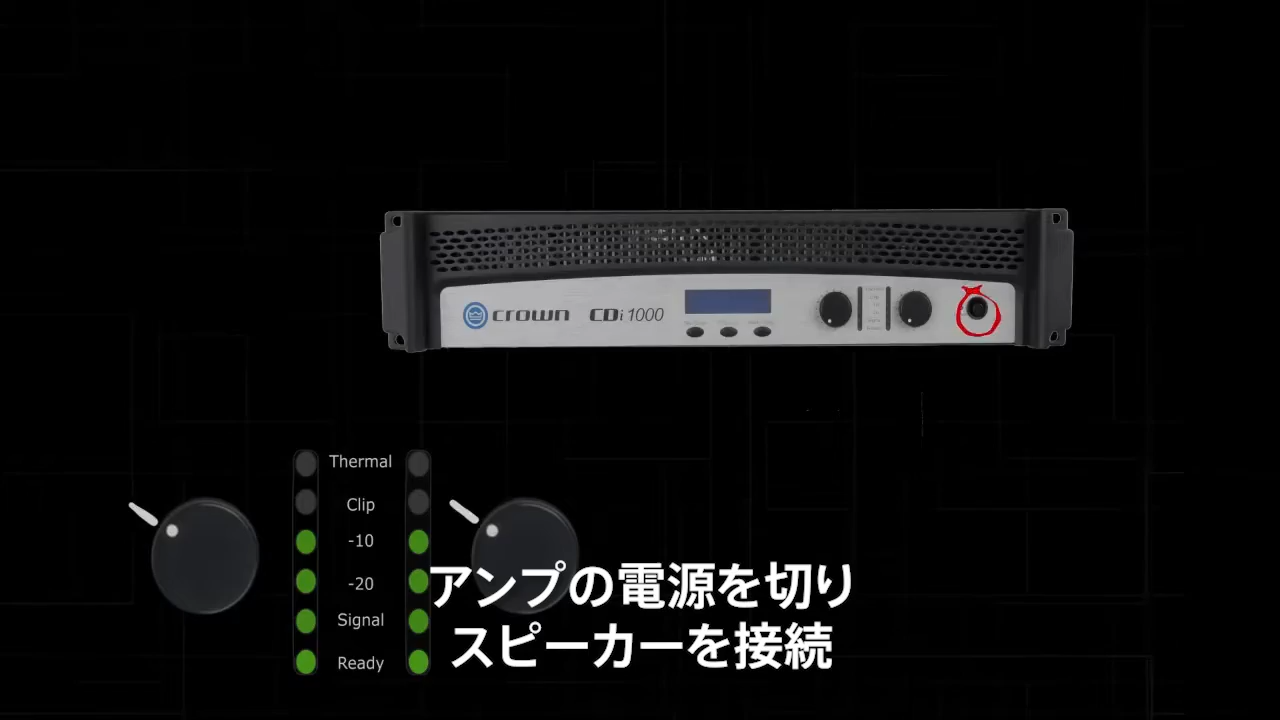 crown CDi 1000
Thermal
Clip
-10
-20
Signal
Ready
アンプの電源を切り
スピーカーを接続